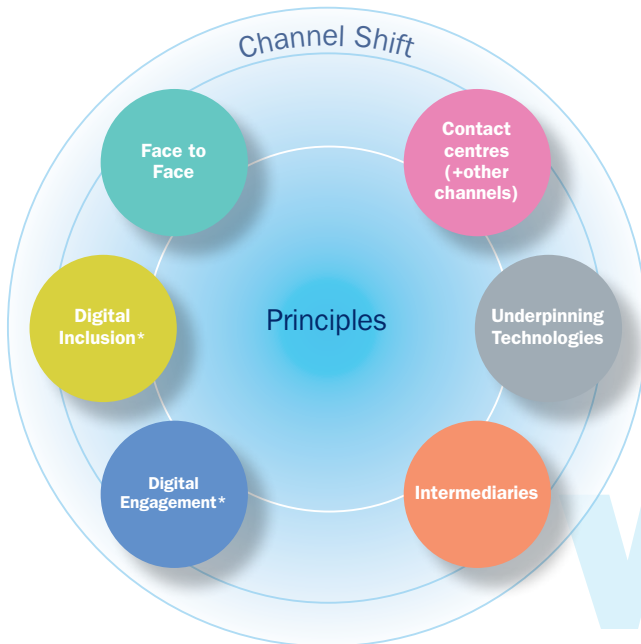 Channel Shift
Face to
Face
Contact
centres
(+other
channels)
Digital
Inclusion*
Principles
Underpinning
Technologies
Digital
Engagement*
Intermediaries